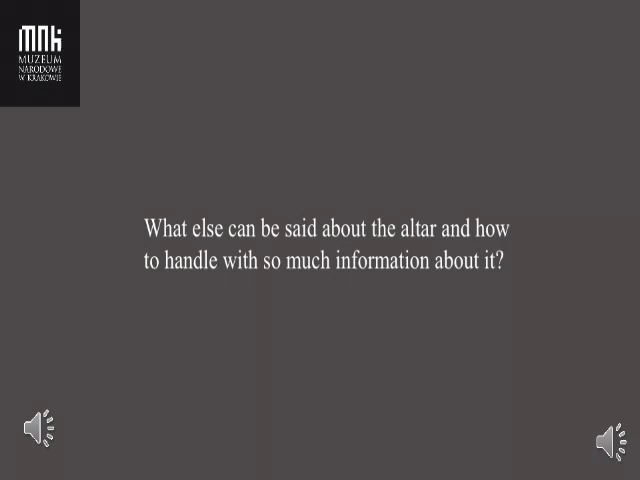 mnk
MUZEUM
NARODOWE
W KRAKOWIE
What else can be said about the altar and how
to handle with so much information about it?